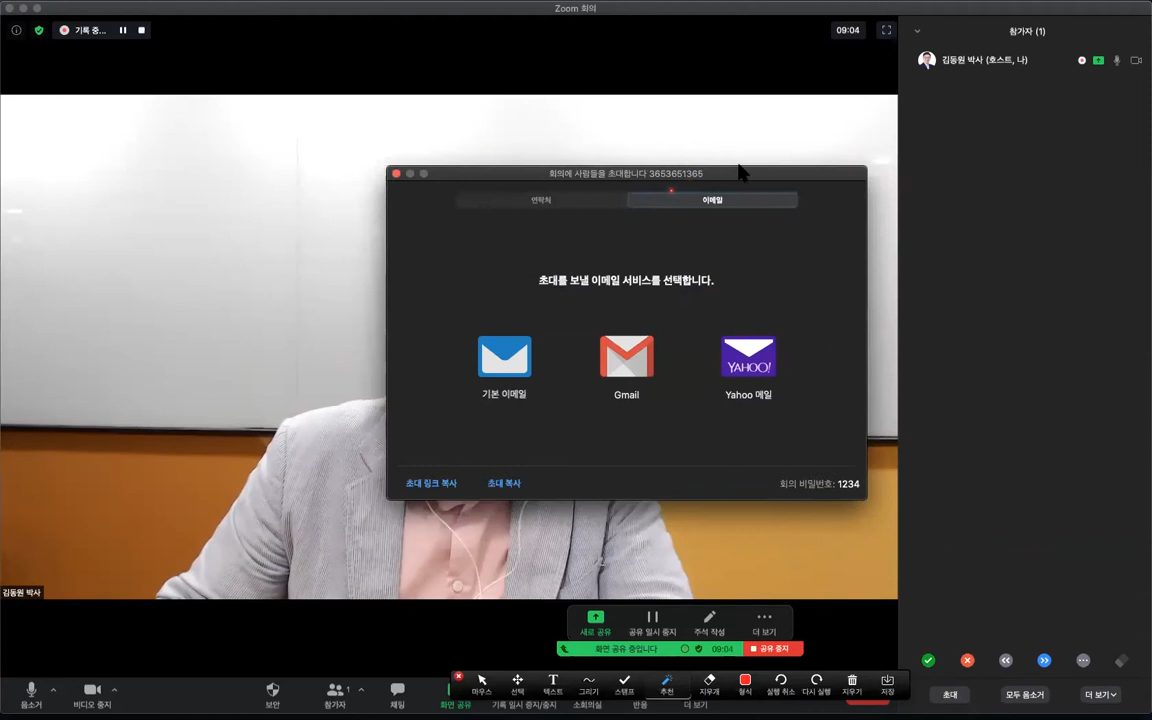 Zoom 회의
기록 중...
09:04
참가자 (1)
김동원 박사 (호스트, 나)
회의에 사람들을 초대합니다 3653651365
연락처
이메일
초대를 보낼 이메일 서비스를 선택합니다.
YAHOO!
기본 이메일
Gmail
Yahoo 메일
초대 링크 복사
초대 복사
회의 비밀번호: 1234
김동원 박사
새로 공유
공유 일시 중지
주석 작성
더 보기
화면 공유 중입니다
09:04
공유 중지
마우스
선택
텍스트
그리기
스탬프
추천
지우개
형식
실행 취소
다시 실행
지우기
저장
음소거
비디오 중지
보안
1
참가자
채팅
화면 공유
기록 일시 중지/중지
소회의실
반응
더 보기
초대
모두 음소거
더 보기